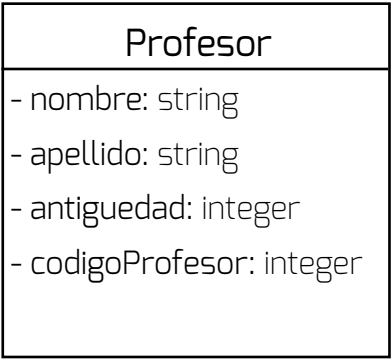 Profesor
- nombre: string
- apellido: string
- antiguedad: integer
- codigoProfesor: integer